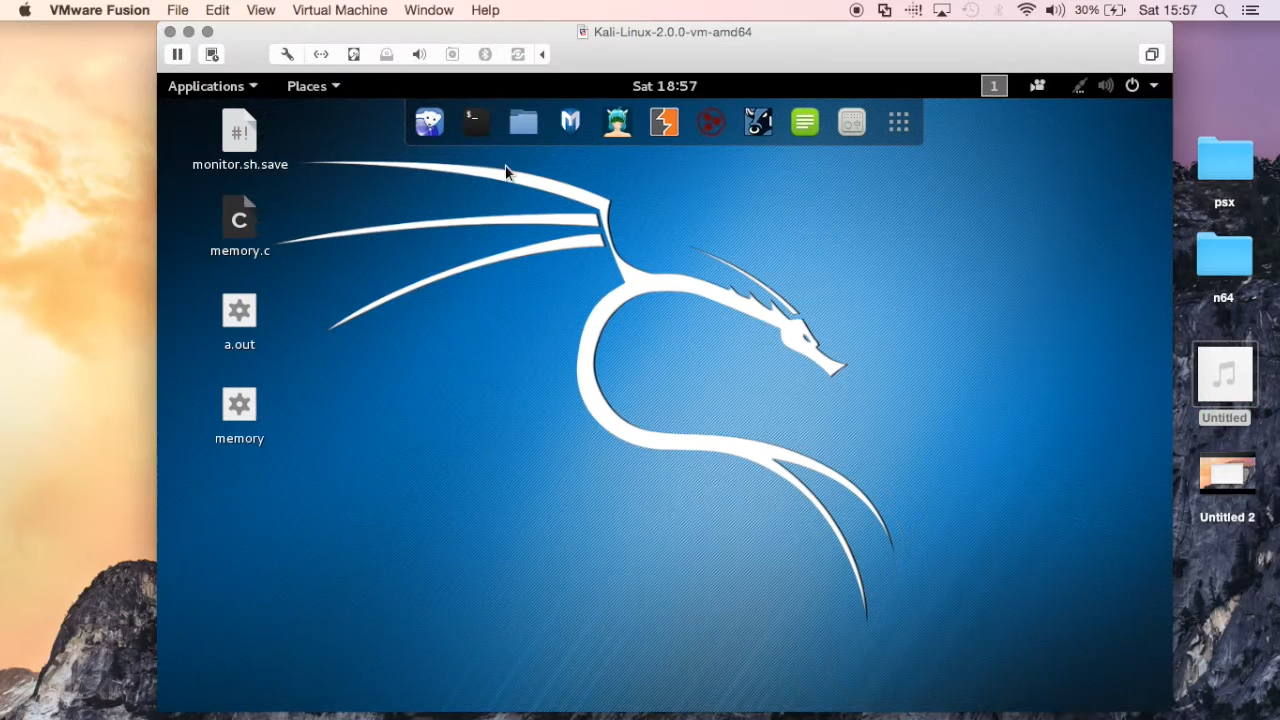 VMware Fusion File Edit View Virtual Machine Window Help 30% Sat 15:57
Kali-Linux-2.0.0-vm-amd64
Applications Places Sat 18:57 1
#!
monitor.sh.save
C
memory.c
a.out
memory
psx
n64
Untitled
Untitled 2